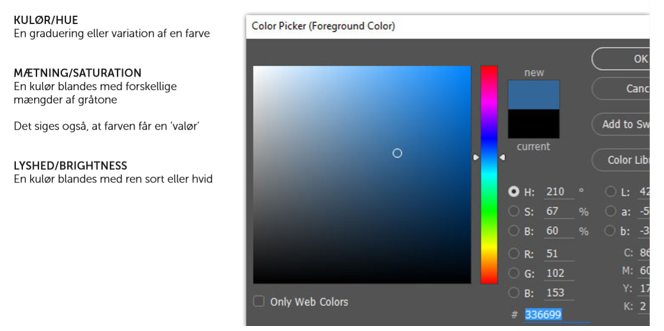 KULØR/HUE
En graduering eller variation af en farve
MÆTNING/SATURATION
En kulør blandes med forskellige
mængder af gråtone
Det siges også, at farven får en ‘valør’
LYSHED/BRIGHTNESS
En kulør blandes med ren sort eller hvid
Color Picker (Foreground Color)
new
current
OK
Canc
Add to Sw
Color Libr
H: 210 °
S: 67 %
B: 60 %
R: 51
G: 102
B: 153
# 336699
L: 42
a: -5
b: -3
C: 86
M: 60
Y: 17
K: 2
Only Web Colors